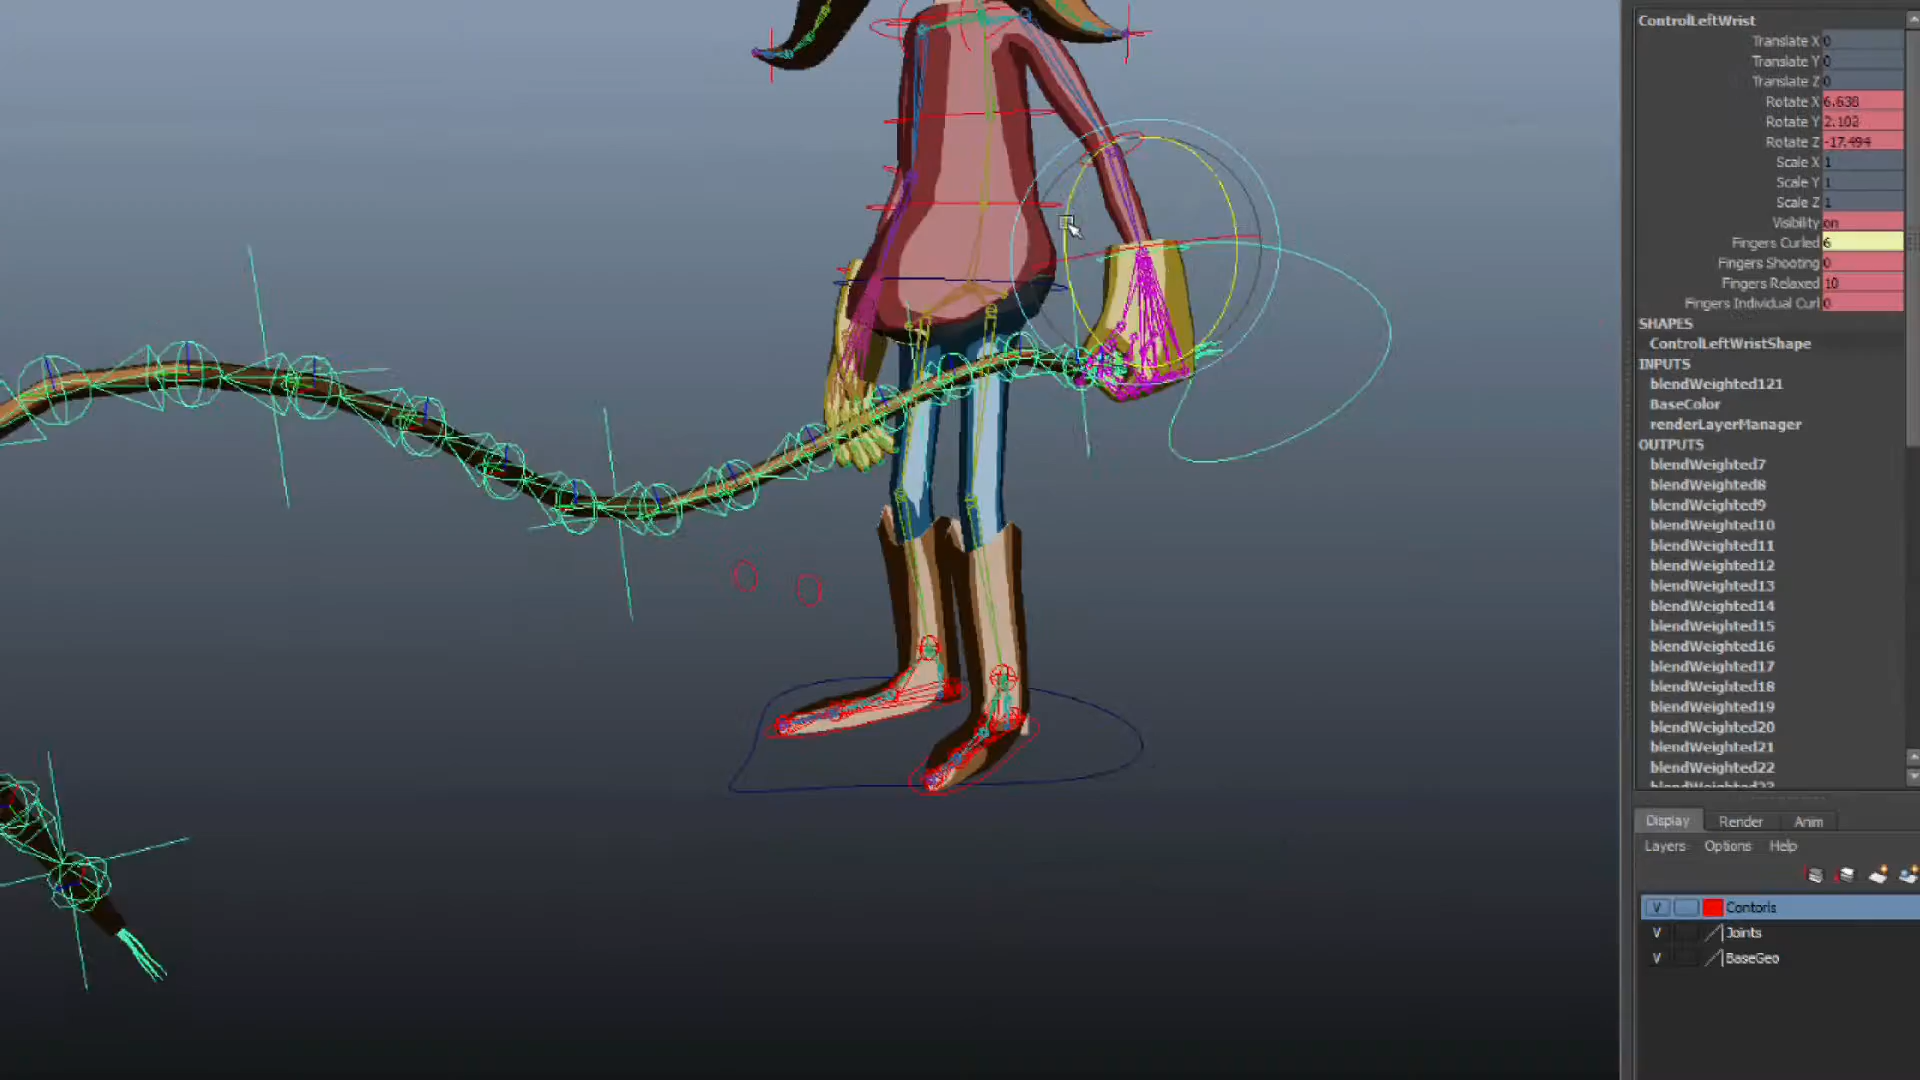 ControlLeftWrist
Translate X 0
Translate Y 0
Translate Z 0
Rotate X 6.638
Rotate Y 2.102
Rotate Z -17.494
Scale X 1
Scale Y 1
Scale Z 1
Visibility on
Fingers Curled 6
Fingers Shooting 0
Fingers Relaxed 10
Fingers Individual Curl 0
SHAPES
ControlLeftWristShape
INPUTS
blendWeighted121
BaseColor
renderLayerManager
OUTPUTS
blendWeighted7
blendWeighted8
blendWeighted9
blendWeighted10
blendWeighted11
blendWeighted12
blendWeighted13
blendWeighted14
blendWeighted15
blendWeighted16
blendWeighted17
blendWeighted18
blendWeighted19
blendWeighted20
blendWeighted21
blendWeighted22
blendWeighted23
Display Render Anim
Layers Options Help
V Contorls
V Joints
V BaseGeo